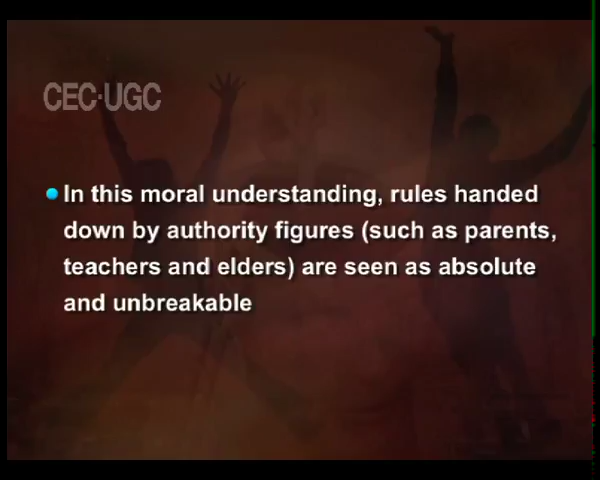 CEC-UGC
In this moral understanding, rules handed
down by authority figures (such as parents,
teachers and elders) are seen as absolute
and unbreakable